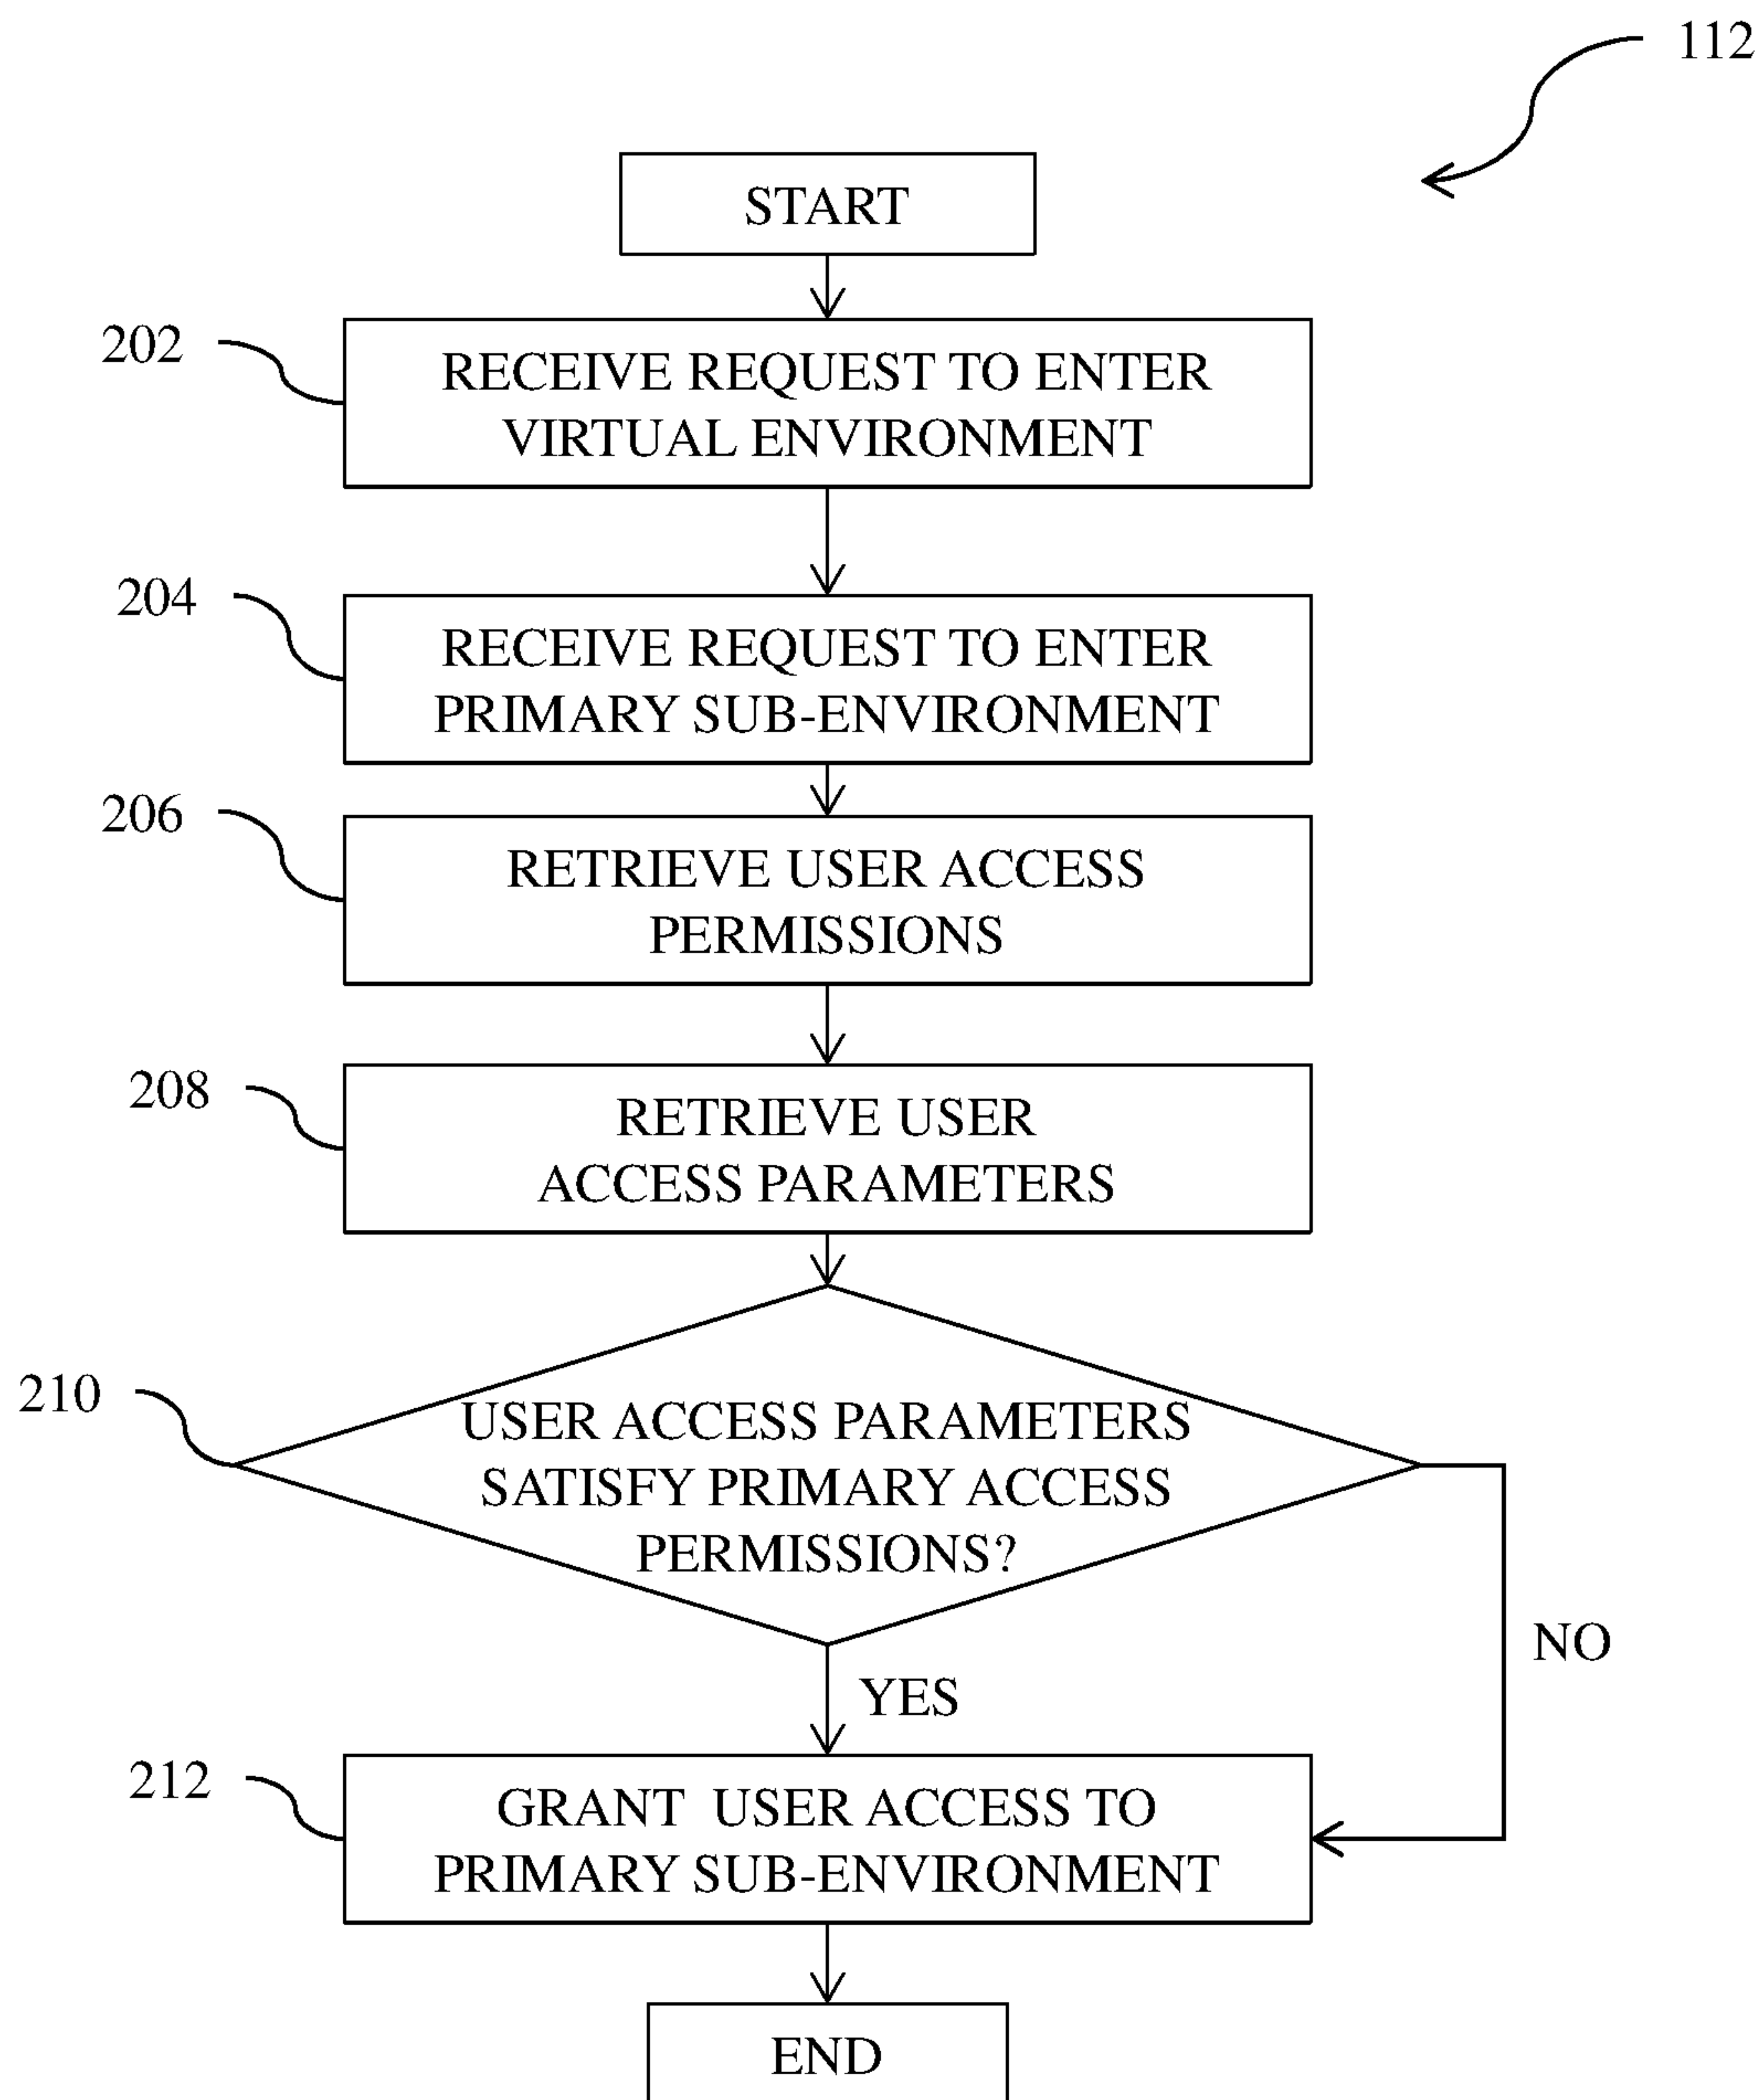 112
START
202
RECEIVE REQUEST TO ENTER
VIRTUAL ENVIRONMENT
204
RECEIVE REQUEST TO ENTER
PRIMARY SUB-ENVIRONMENT
206
RETRIEVE USER ACCESS
PERMISSIONS
208
RETRIEVE USER
ACCESS PARAMETERS
210
USER ACCESS PARAMETERS
SATISFY PRIMARY ACCESS
PERMISSIONS?
NO
YES
212
GRANT USER ACCESS TO
PRIMARY SUB-ENVIRONMENT
END